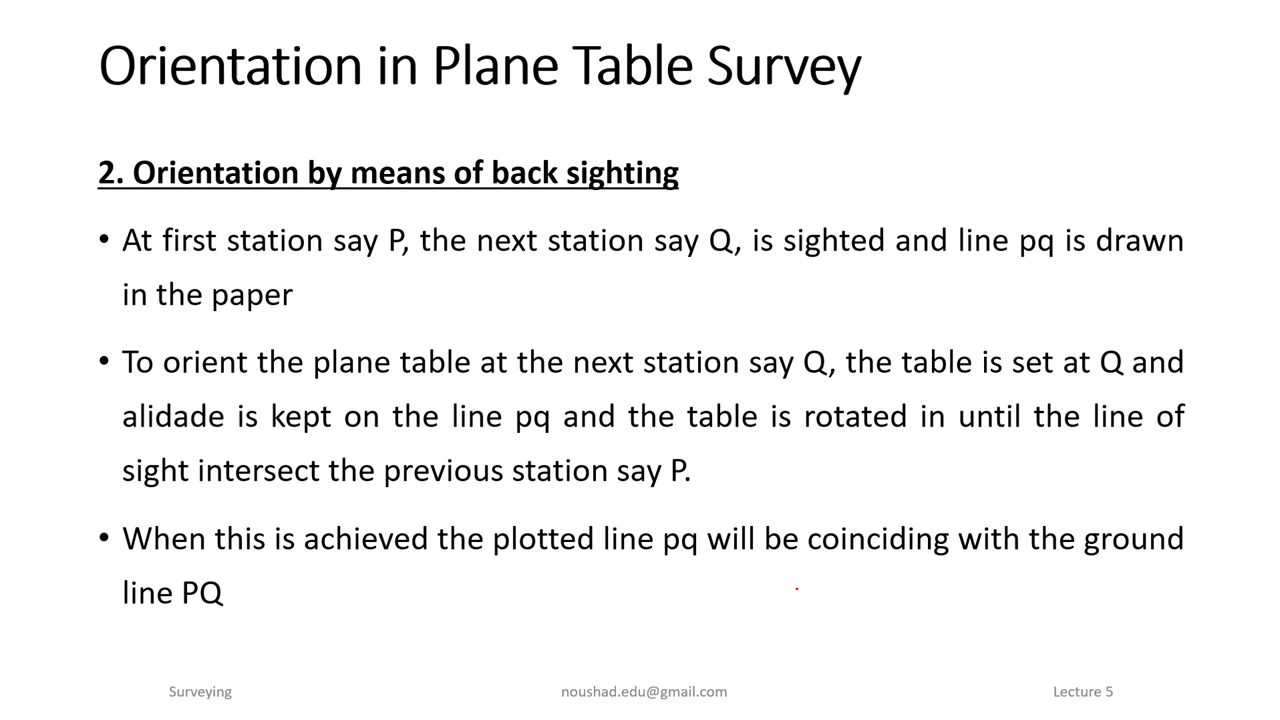 Orientation in Plane Table Survey
2. Orientation by means of back sighting
• At first station say P, the next station say Q, is sighted and line pq is drawn
in the paper
• To orient the plane table at the next station say Q, the table is set at Q and
alidade is kept on the line pq and the table is rotated in until the line of
sight intersect the previous station say P.
• When this is achieved the plotted line pq will be coinciding with the ground
line PQ
Surveying noushad.edu@gmail.com Lecture 5